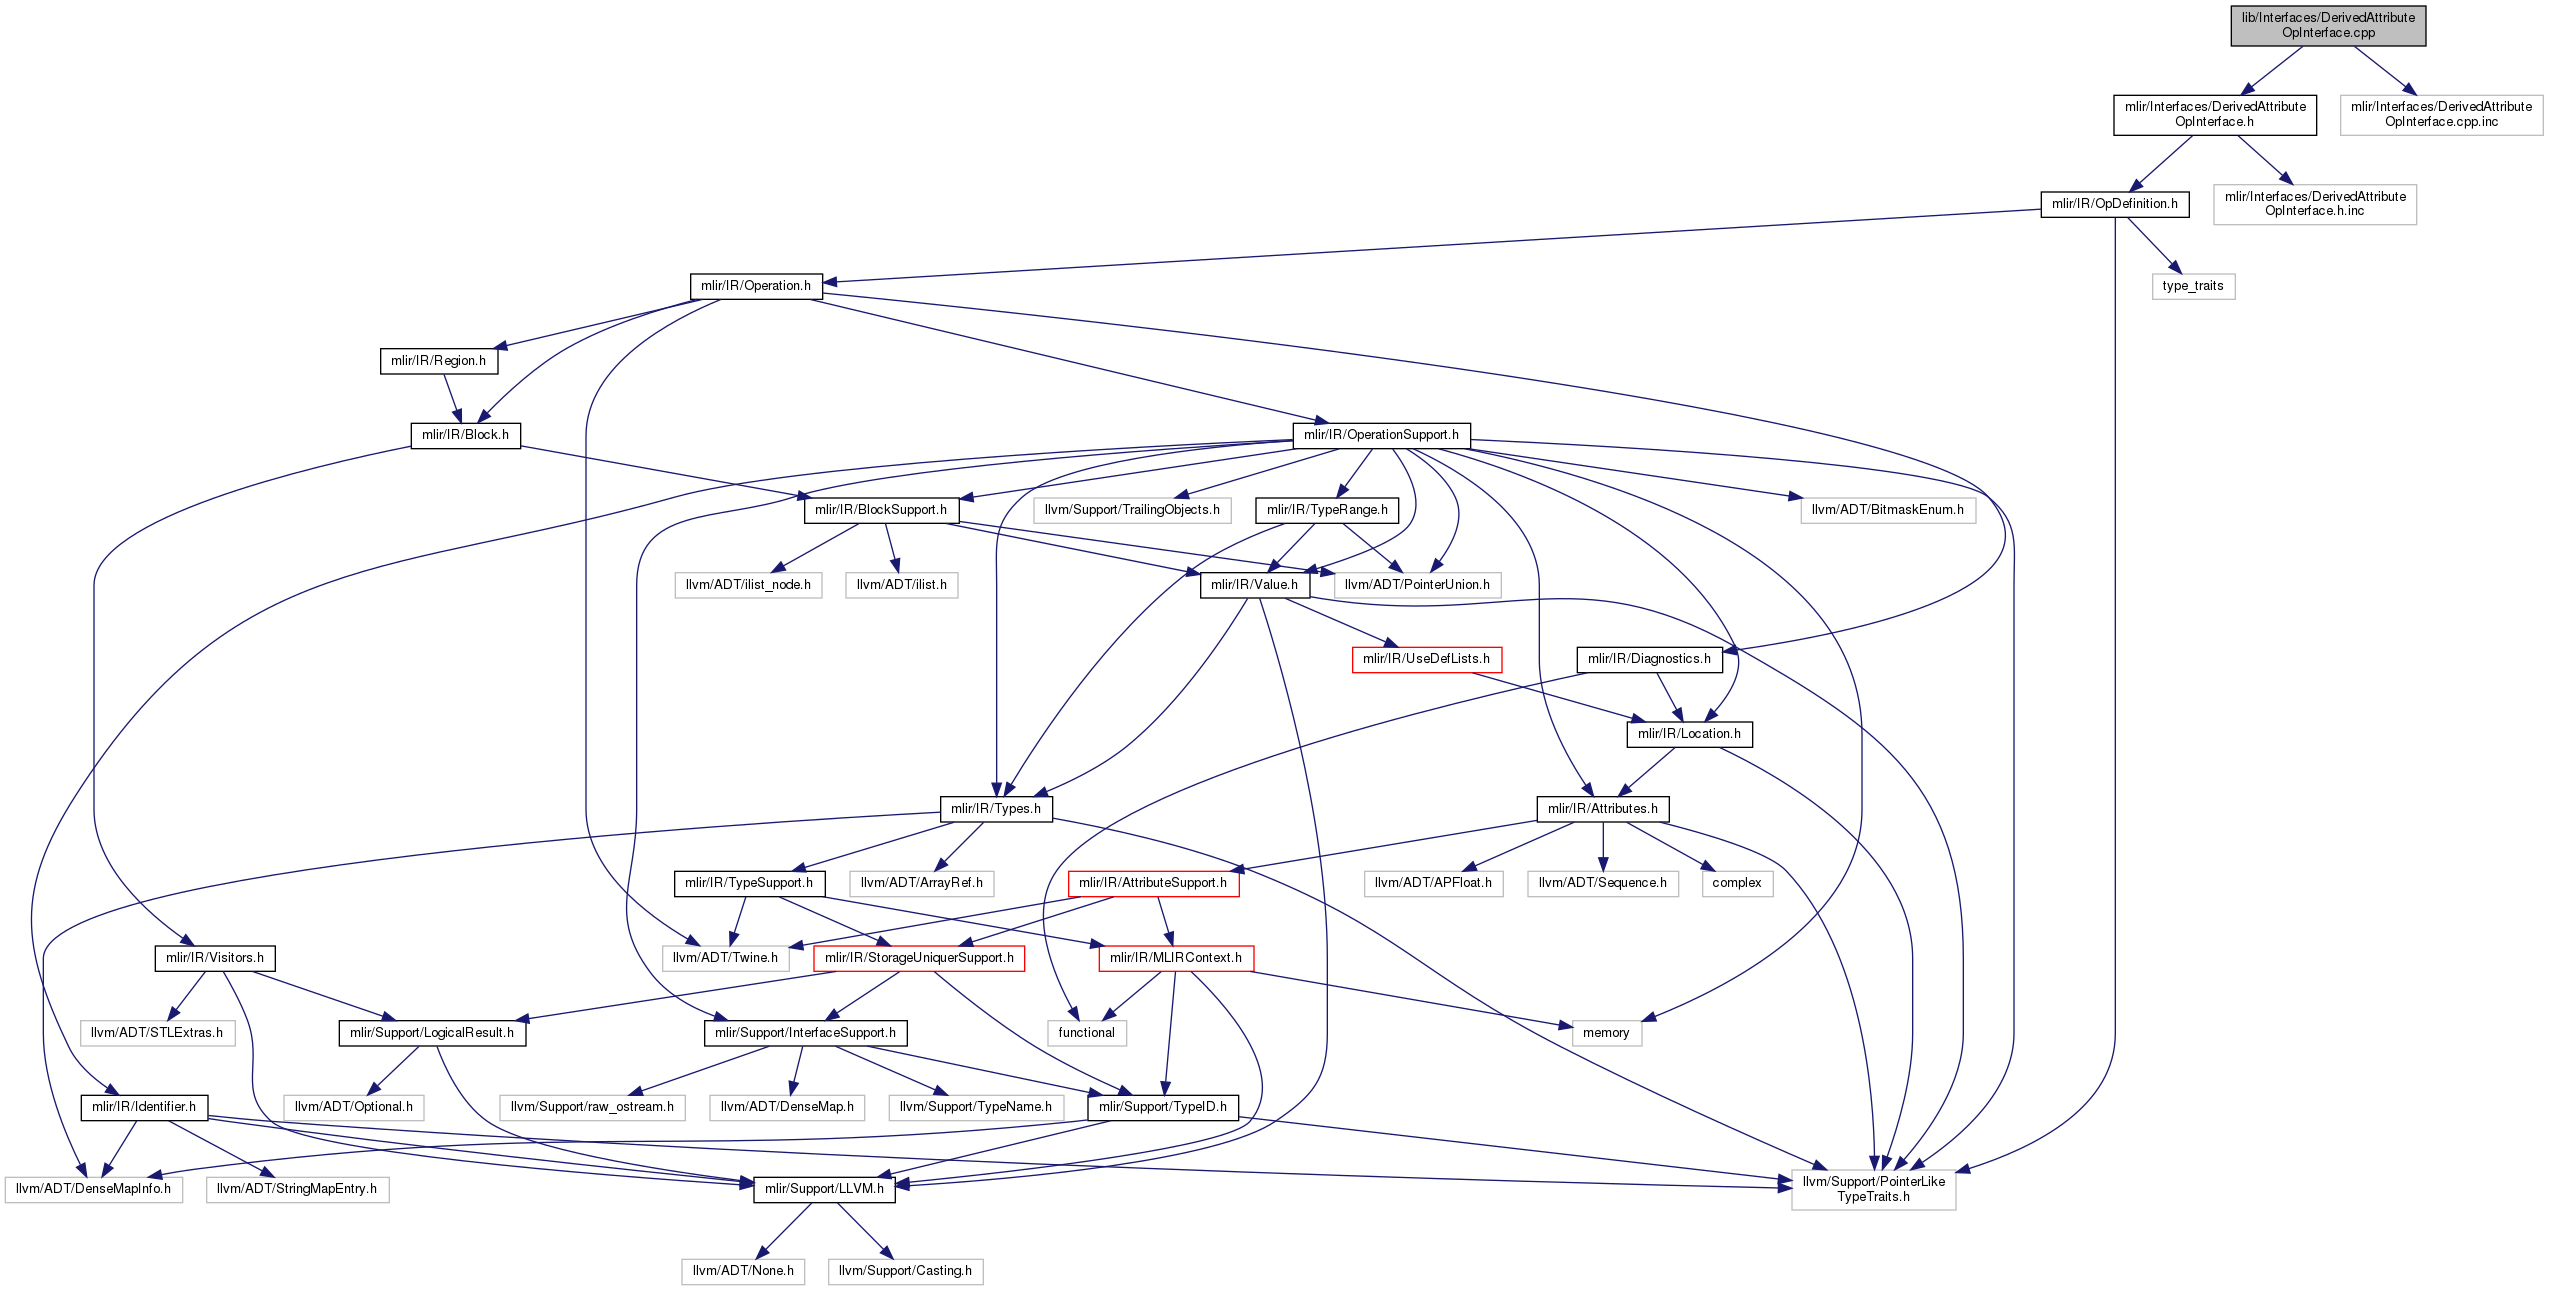 lib/Interfaces/DerivedAttribute
OpInterface.cpp
mlir/Interfaces/DerivedAttribute
OpInterface.h
mlir/Interfaces/DerivedAttribute
OpInterface.cpp.inc
mlir/IR/OpDefinition.h
mlir/Interfaces/DerivedAttribute
OpInterface.h.inc
mlir/IR/Operation.h
type_traits
mlir/IR/Region.h
mlir/IR/Block.h
mlir/IR/OperationSupport.h
mlir/IR/BlockSupport.h
llvm/Support/TrailingObjects.h
mlir/IR/TypeRange.h
llvm/ADT/BitmaskEnum.h
llvm/ADT/ilist_node.h
llvm/ADT/ilist.h
mlir/IR/Value.h
llvm/ADT/PointerUnion.h
mlir/IR/UseDefLists.h
mlir/IR/Diagnostics.h
mlir/IR/Location.h
mlir/IR/Types.h
mlir/IR/Attributes.h
mlir/IR/TypeSupport.h
llvm/ADT/ArrayRef.h
mlir/IR/AttributeSupport.h
llvm/ADT/APFloat.h
llvm/ADT/Sequence.h
complex
mlir/IR/Visitors.h
llvm/ADT/Twine.h
mlir/IR/StorageUniquerSupport.h
mlir/IR/MLIRContext.h
llvm/ADT/STLExtras.h
mlir/Support/LogicalResult.h
mlir/Support/InterfaceSupport.h
functional
memory
mlir/IR/Identifier.h
llvm/ADT/Optional.h
llvm/Support/raw_ostream.h
llvm/ADT/DenseMap.h
llvm/Support/TypeName.h
mlir/Support/TypeID.h
llvm/ADT/DenseMapInfo.h
llvm/ADT/StringMapEntry.h
mlir/Support/LLVM.h
llvm/Support/PointerLike
TypeTraits.h
llvm/ADT/None.h
llvm/Support/Casting.h